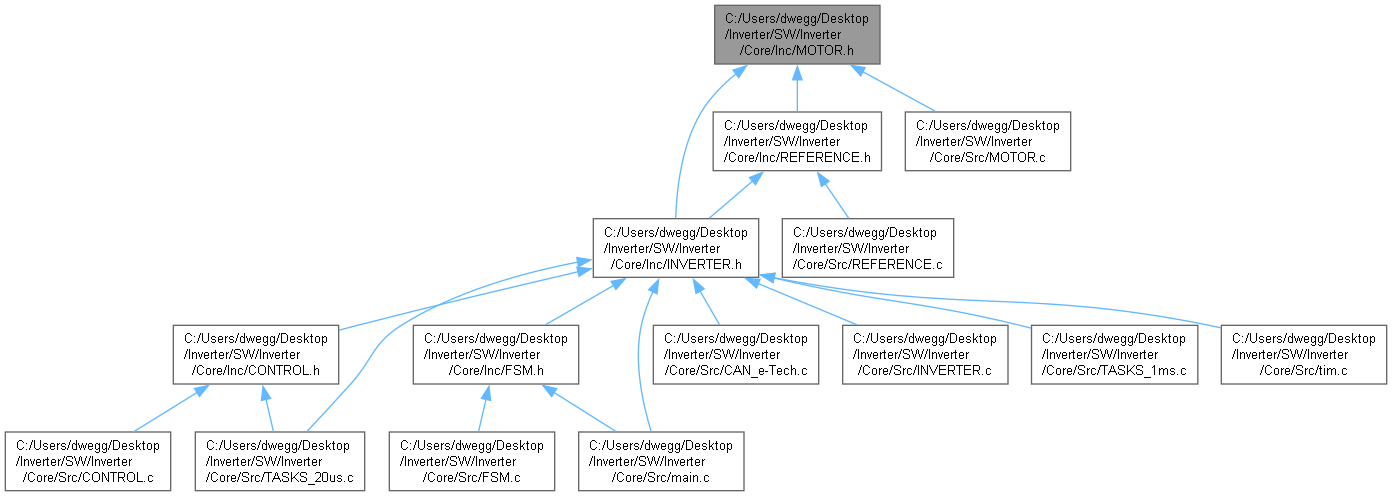 C:/Users/dwegg/Desktop
/Inverter/SW/Inverter
/Core/Inc/MOTOR.h
C:/Users/dwegg/Desktop
/Inverter/SW/Inverter
/Core/Inc/REFERENCE.h
C:/Users/dwegg/Desktop
/Inverter/SW/Inverter
/Core/Src/MOTOR.c
C:/Users/dwegg/Desktop
/Inverter/SW/Inverter
/Core/Inc/INVERTER.h
C:/Users/dwegg/Desktop
/Inverter/SW/Inverter
/Core/Src/REFERENCE.c
C:/Users/dwegg/Desktop
/Inverter/SW/Inverter
/Core/Inc/CONTROL.h
C:/Users/dwegg/Desktop
/Inverter/SW/Inverter
/Core/Inc/FSM.h
C:/Users/dwegg/Desktop
/Inverter/SW/Inverter
/Core/Src/CAN_e-Tech.c
C:/Users/dwegg/Desktop
/Inverter/SW/Inverter
/Core/Src/INVERTER.c
C:/Users/dwegg/Desktop
/Inverter/SW/Inverter
/Core/Src/TASKS_1ms.c
C:/Users/dwegg/Desktop
/Inverter/SW/Inverter
/Core/Src/tim.c
C:/Users/dwegg/Desktop
/Inverter/SW/Inverter
/Core/Src/CONTROL.c
C:/Users/dwegg/Desktop
/Inverter/SW/Inverter
/Core/Src/TASKS_20us.c
C:/Users/dwegg/Desktop
/Inverter/SW/Inverter
/Core/Src/FSM.c
C:/Users/dwegg/Desktop
/Inverter/SW/Inverter
/Core/Src/main.c